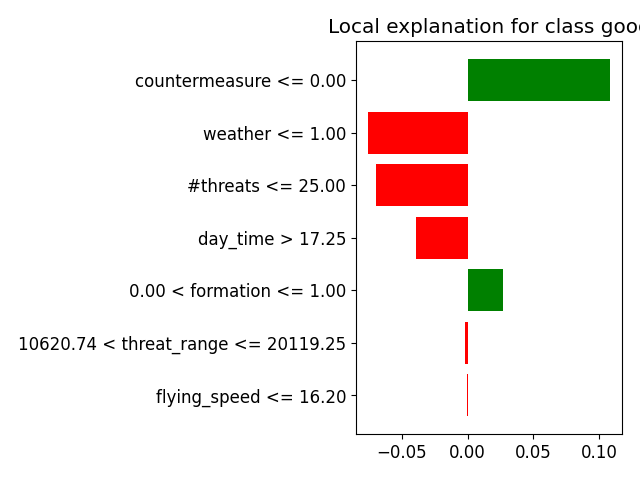 Local explanation for class good
countermeasure <= 0.00
weather <= 1.00
#threats <= 25.00
day_time > 17.25
0.00 < formation <= 1.00
10620.74 < threat_range <= 20119.25
flying_speed <= 16.20
−0.05 0.00 0.05 0.10